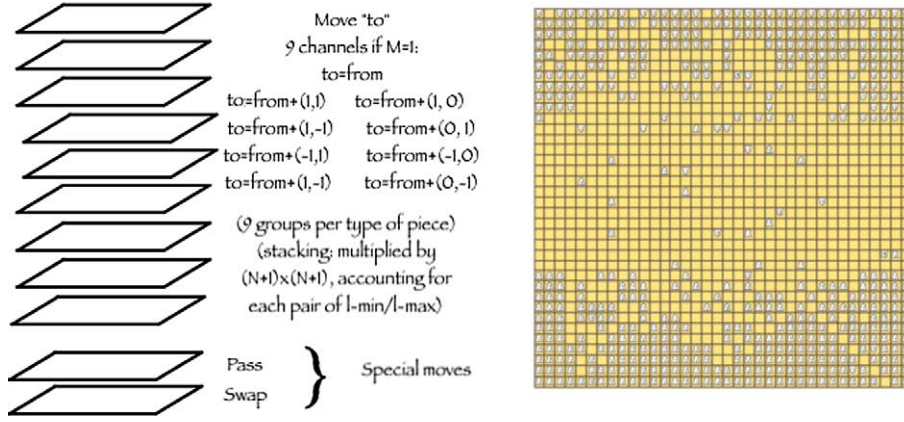 Move "to"
9 channels if M=1:
to=from
to=from+(1,1) to=from+(1, 0)
to=from+(1,-1) to=from+(0, 1)
to=from+(-1,1) to=from+(-1,0)
to=from+(1,-1) to=from+(0,-1)
(9 groups per type of piece)
(stacking: multiplied by
(N+1)x(N+1), accounting for
each pair of l-min/l-max)
Pass
Swap
Special moves